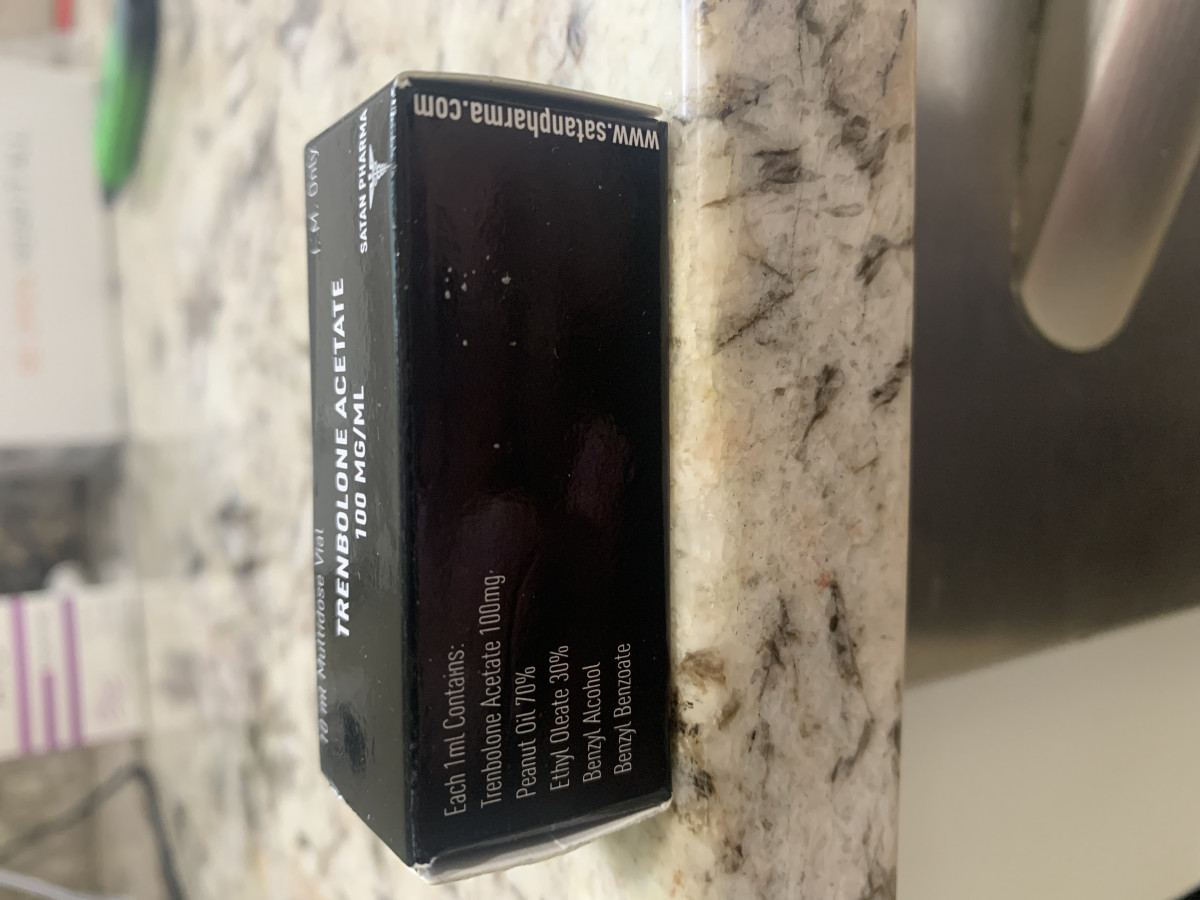 10 ml Multidose Vial
I.M. Only
TRENBOLONE ACETATE
100 MG/ML
SATAN PHARMA
Each 1ml Contains:
Trenbolone Acetate 100mg.
Peanut Oil 70%
Ethyl Oleate 30%
Benzyl Alcohol
Benzyl Benzoate
www.satanpharma.com